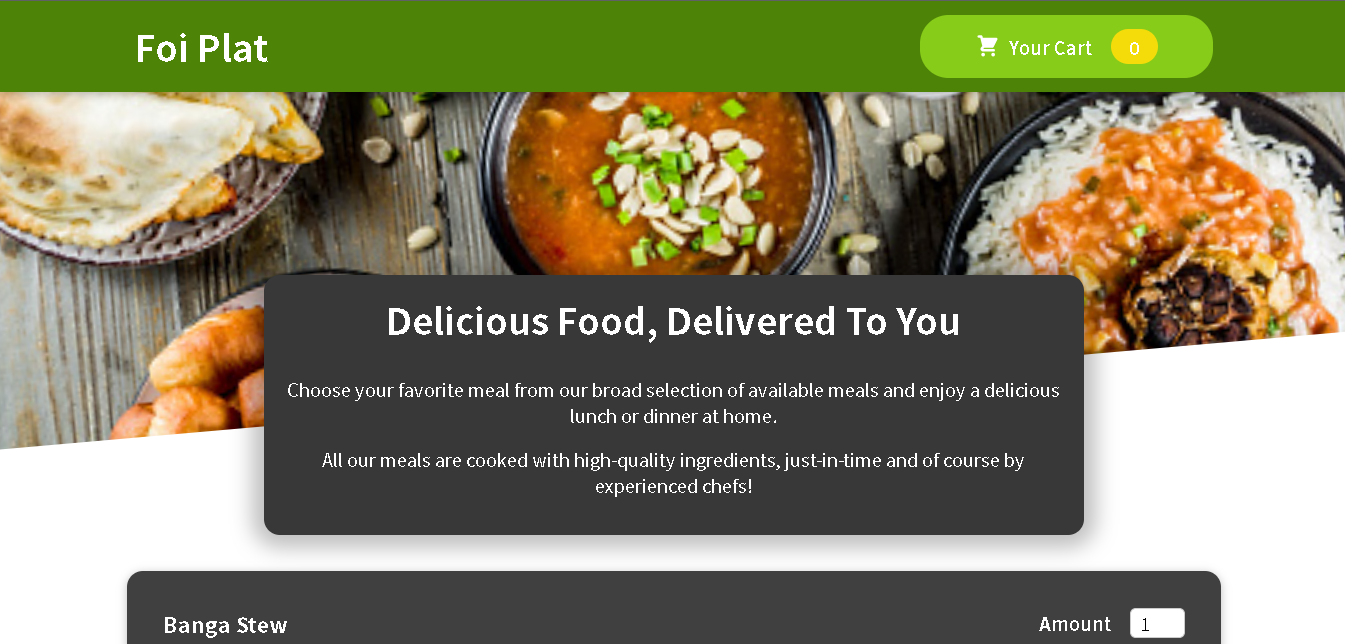 Foi Plat
Your Cart 0
Delicious Food, Delivered To You
Choose your favorite meal from our broad selection of available meals and enjoy a delicious
lunch or dinner at home.
All our meals are cooked with high-quality ingredients, just-in-time and of course by
experienced chefs!
Banga Stew
Amount 1